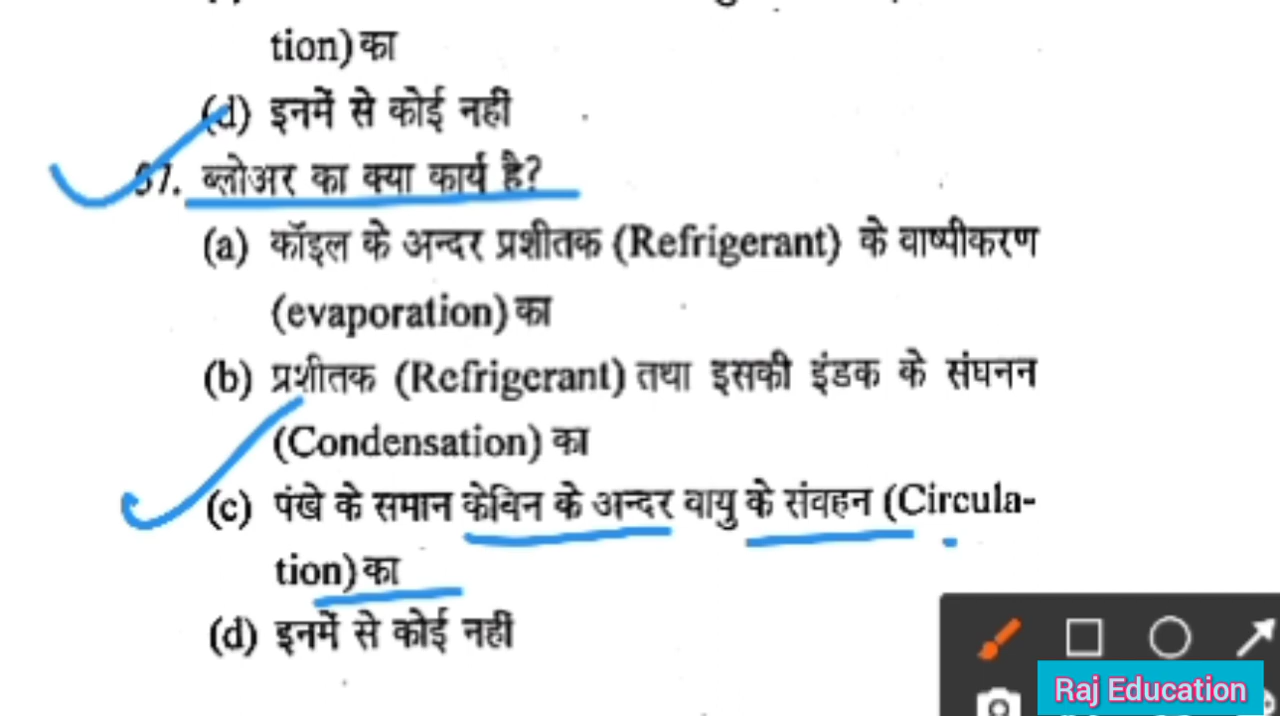 tion) का
(d) इनमें से कोई नहीं
37. ब्लोअर का क्या कार्य है?
(a) कॉइल के अन्दर प्रशीतक (Refrigerant) के वाष्पीकरण
(evaporation) का
(b) प्रशीतक (Refrigerant) तथा इसकी इंडक के संघनन
(Condensation) का
(c) पंखे के समान केबिन के अन्दर वायु के संवहन (Circula-
tion) का
(d) इनमें से कोई नहीं
Raj Education